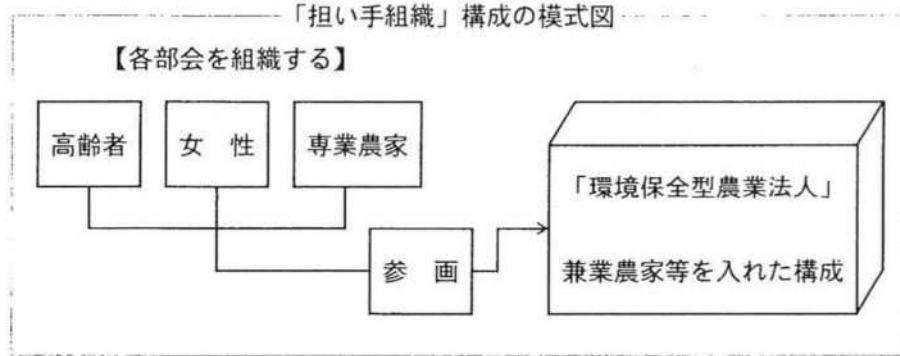 「担い手組織」構成の模式図
【各部会を組織する】
高齢者
女 性
専業農家
参 画
「環境保全型農業法人」
兼業農家等を入れた構成